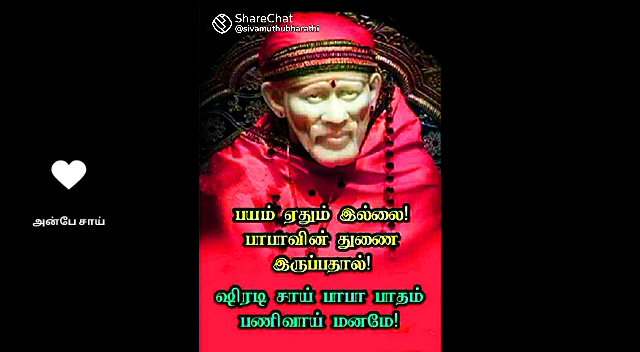 ShareChat
@sivamuthubharathi
அன்பே சாய்
பயம் ஏதும் இல்லை!
பாபாவின் துணை
இருப்பதால்!
ஷிரடி சாய் பாபா பாதம்
பணிவாய் மனமே!